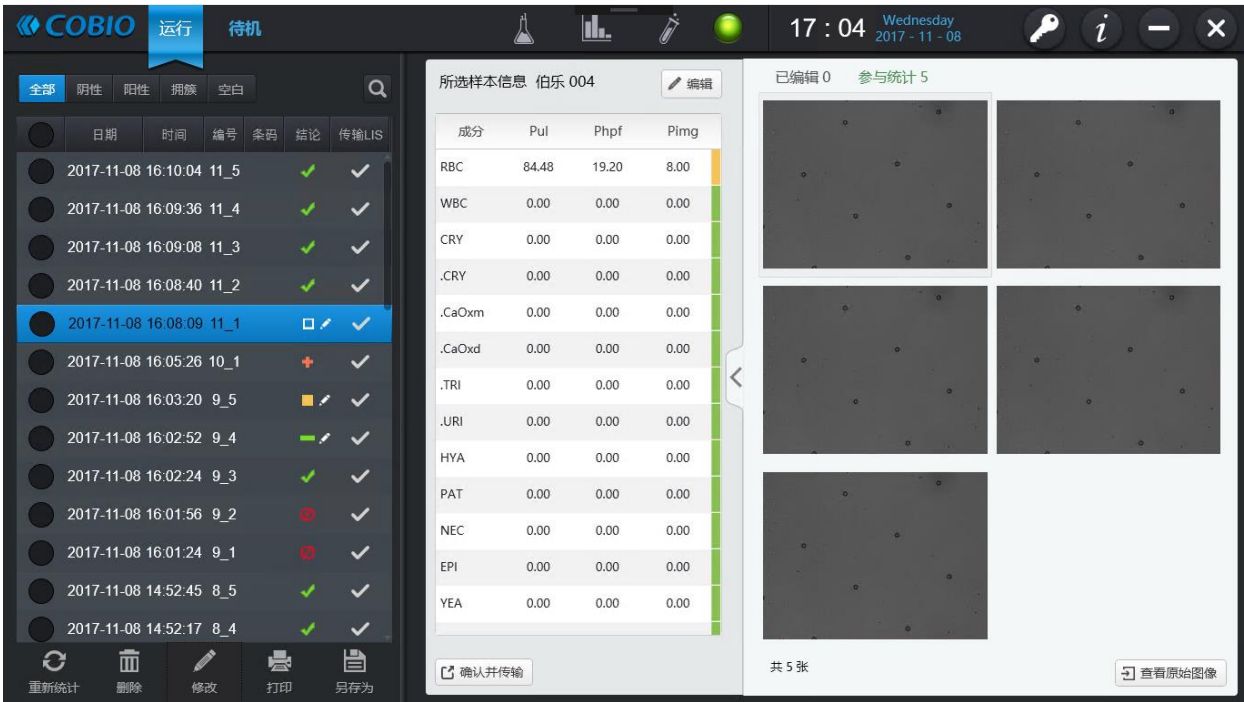 COBIO 运行 待机 17 : 04 Wednesday
2017 - 11 - 08
全部 阴性 阳性 拥簇 空白
日期 时间 编号 条码 结论 传输LIS
2017-11-08 16:10:04 11_5
2017-11-08 16:09:36 11_4
2017-11-08 16:09:08 11_3
2017-11-08 16:08:40 11_2
2017-11-08 16:08:09 11_1
2017-11-08 16:05:26 10_1
2017-11-08 16:03:20 9_5
2017-11-08 16:02:52 9_4
2017-11-08 16:02:24 9_3
2017-11-08 16:01:56 9_2
2017-11-08 16:01:24 9_1
2017-11-08 14:52:45 8_5
2017-11-08 14:52:17 8_4
重新统计 删除 修改 打印 另存为
所选样本信息 伯乐 004 编辑
成分 Pul Phpf Pimg
RBC 84.48 19.20 8.00
WBC 0.00 0.00 0.00
CRY 0.00 0.00 0.00
.CRY 0.00 0.00 0.00
.CaOxm 0.00 0.00 0.00
.CaOxd 0.00 0.00 0.00
.TRI 0.00 0.00 0.00
.URI 0.00 0.00 0.00
HYA 0.00 0.00 0.00
PAT 0.00 0.00 0.00
NEC 0.00 0.00 0.00
EPI 0.00 0.00 0.00
YEA 0.00 0.00 0.00
确认并传输
已编辑 0 参与统计 5
共 5 张 查看原始图像